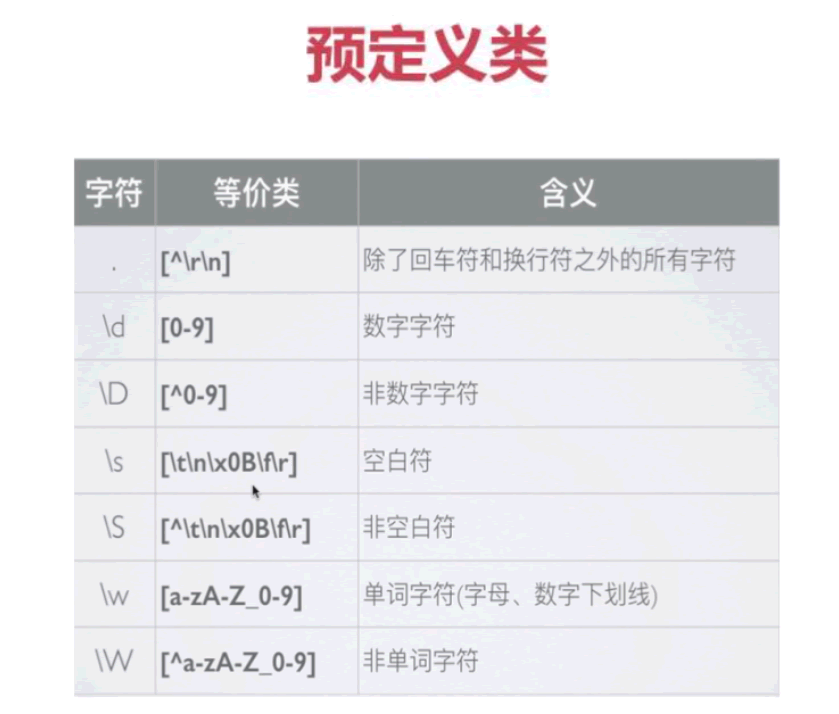 预定义类
字符 等价类 含义
. [^\r\n] 除了回车符和换行符之外的所有字符
\d [0-9] 数字字符
\D [^0-9] 非数字字符
\s [\t\n\x0B\f\r] 空白符
\S [^\t\n\x0B\f\r] 非空白符
\w [a-zA-Z_0-9] 单词字符(字母、数字下划线)
\W [^a-zA-Z_0-9] 非单词字符